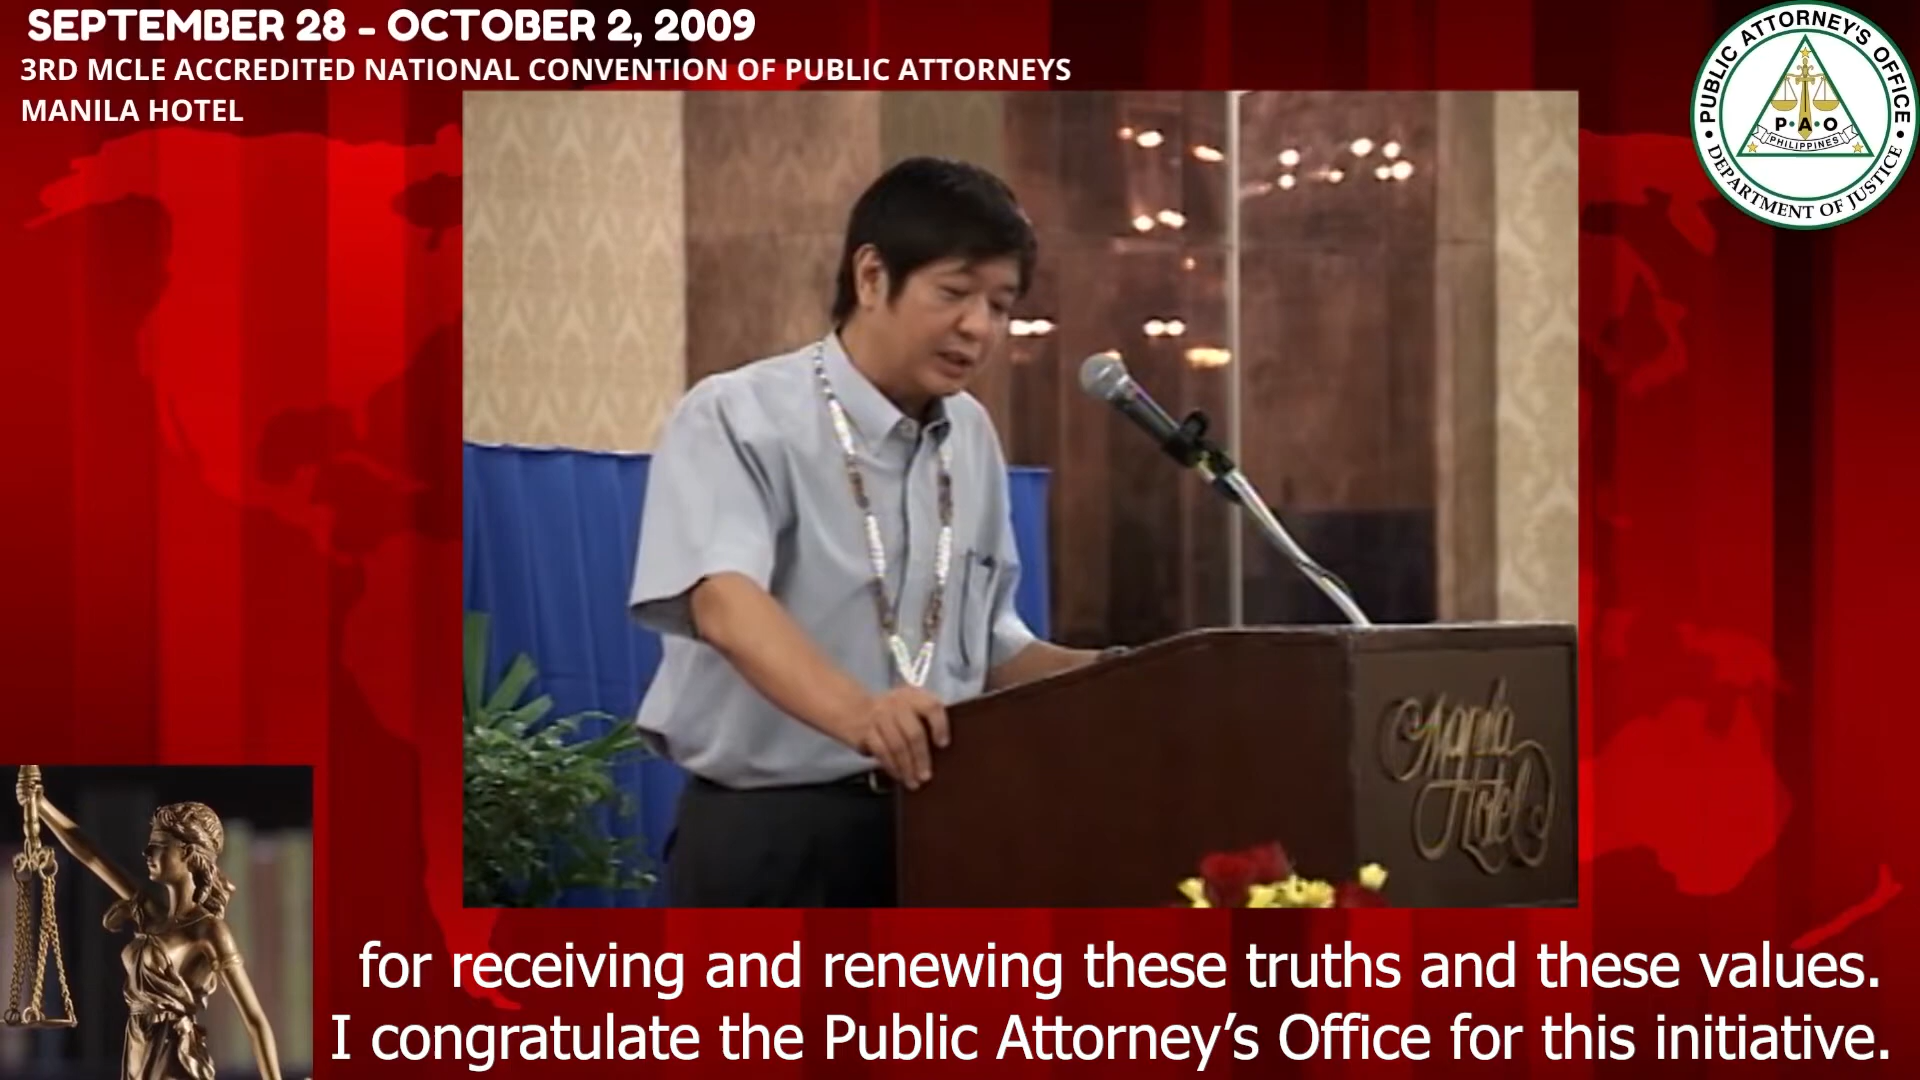 SEPTEMBER 28 - OCTOBER 2, 2009
3RD MCLE ACCREDITED NATIONAL CONVENTION OF PUBLIC ATTORNEYS
MANILA HOTEL
PUBLIC ATTORNEY'S OFFICE
P·A·O
PHILIPPINES
DEPARTMENT OF JUSTICE
Manila
Hotel
for receiving and renewing these truths and these values.
I congratulate the Public Attorney's Office for this initiative.